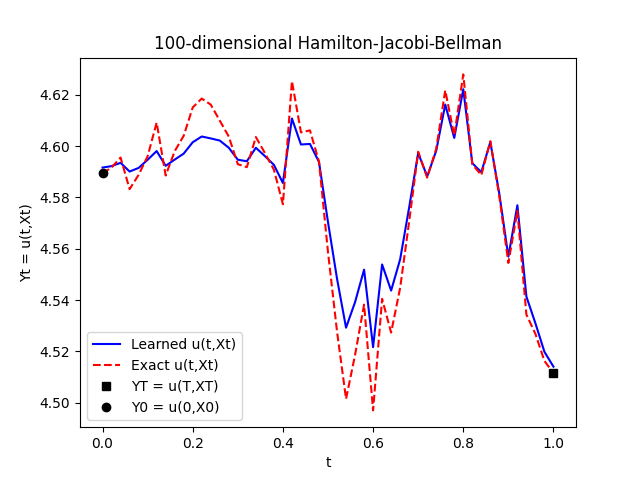 100-dimensional Hamilton-Jacobi-Bellman
Yt = u(t,Xt)
4.62
4.60
4.58
4.56
4.54
4.52
4.50
Learned u(t,Xt)
Exact u(t,Xt)
YT = u(T,XT)
Y0 = u(0,X0)
0.0 0.2 0.4 0.6 0.8 1.0
t